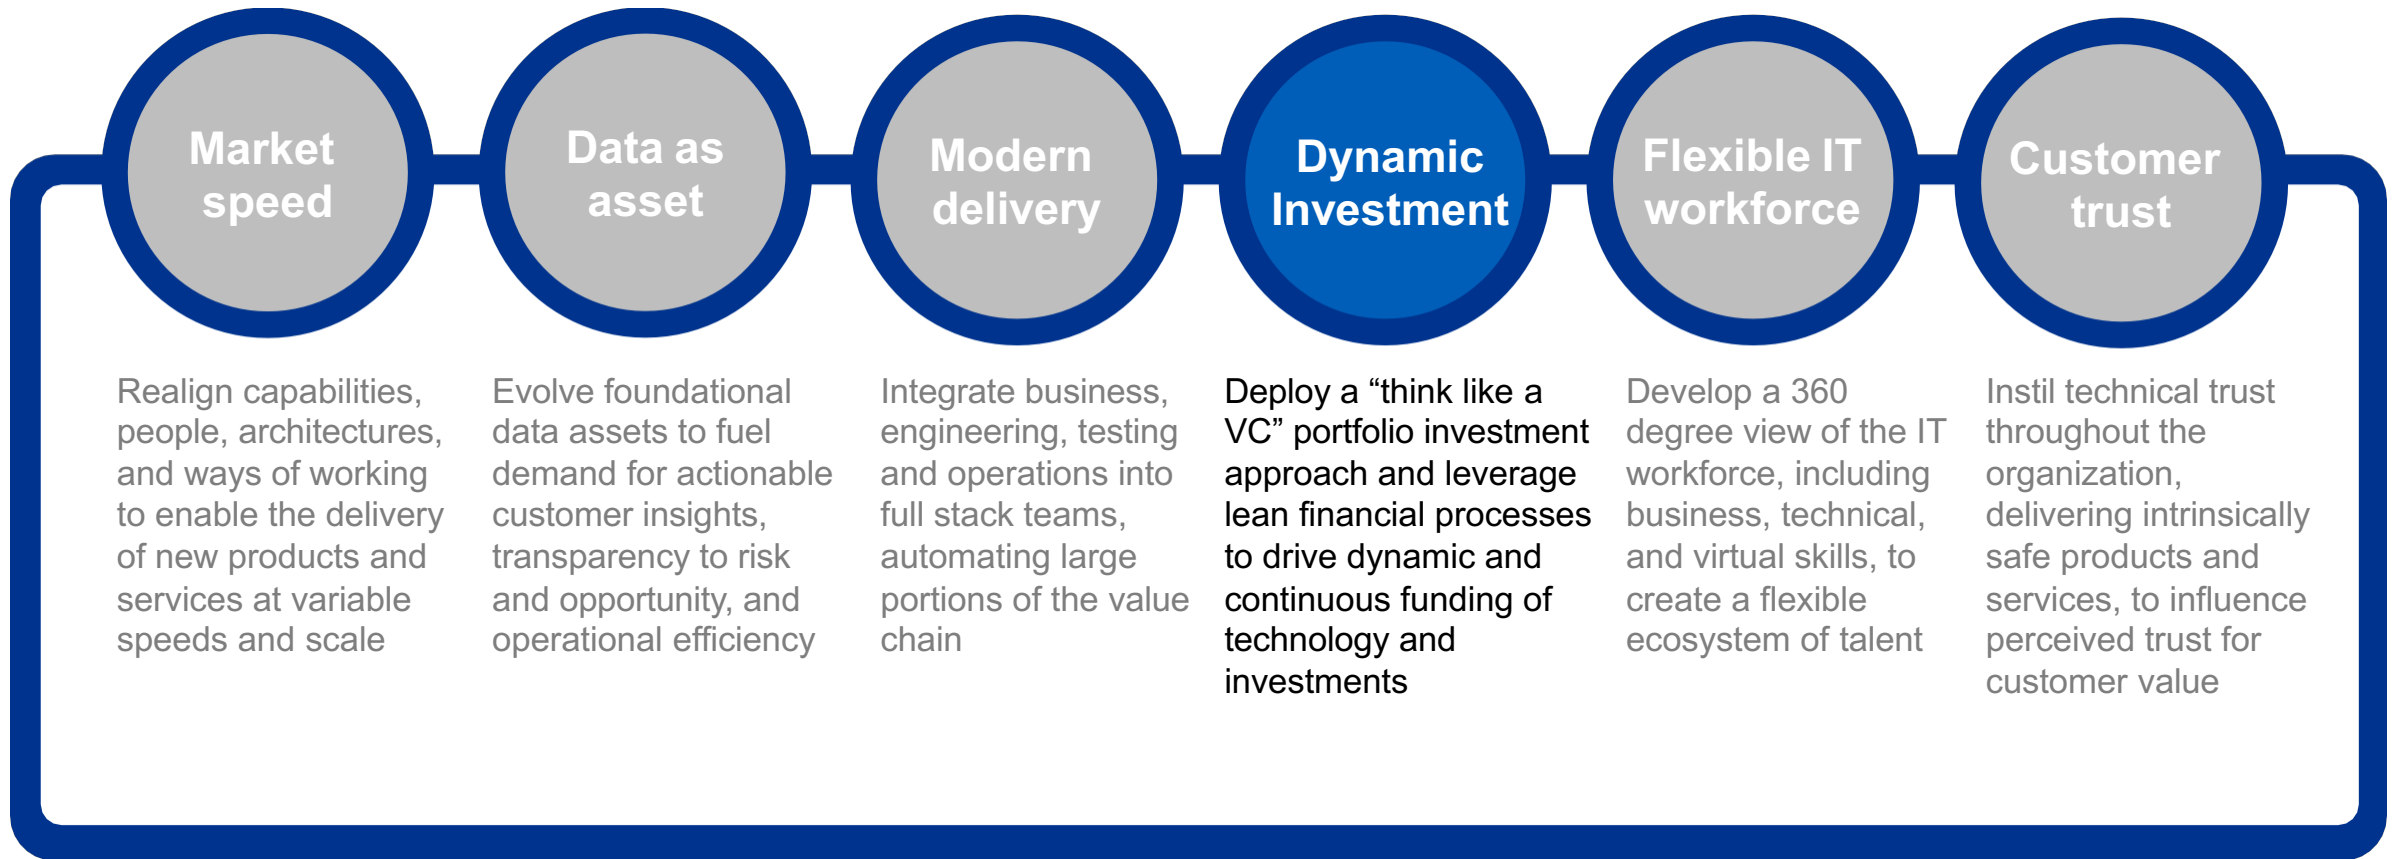 Market
speed
Data as
asset
Modern
delivery
Dynamic
Investment
Flexible IT
workforce
Customer
trust
Realign capabilities,
people, architectures,
and ways of working
to enable the delivery
of new products and
services at variable
speeds and scale
Evolve foundational
data assets to fuel
demand for actionable
customer insights,
transparency to risk
and opportunity, and
operational efficiency
Integrate business,
engineering, testing
and operations into
full stack teams,
automating large
portions of the value
chain
Deploy a “think like a
VC” portfolio investment
approach and leverage
lean financial processes
to drive dynamic and
continuous funding of
technology and
investments
Develop a 360
degree view of the IT
workforce, including
business, technical,
and virtual skills, to
create a flexible
ecosystem of talent
Instil technical trust
throughout the
organization,
delivering intrinsically
safe products and
services, to influence
perceived trust for
customer value